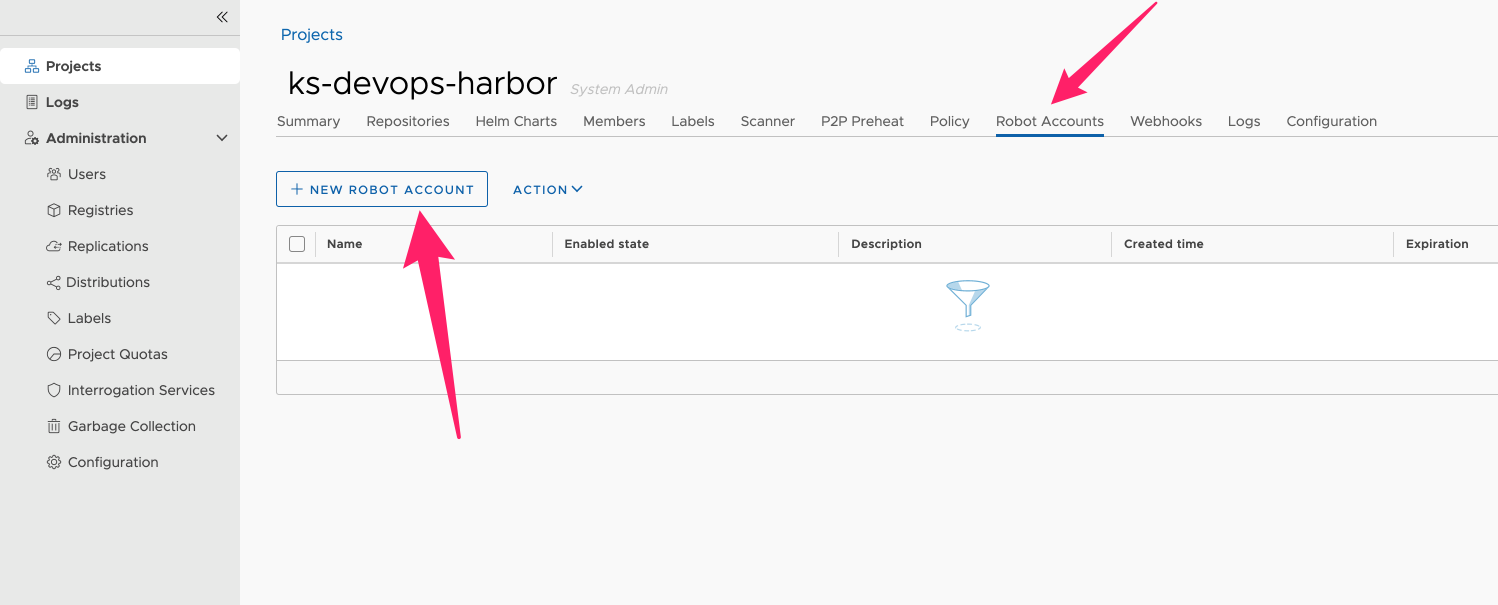 Projects
Logs
Administration
Users
Registries
Replications
Distributions
Labels
Project Quotas
Interrogation Services
Garbage Collection
Configuration
Projects
ks-devops-harbor System Admin
Summary Repositories Helm Charts Members Labels Scanner P2P Preheat Policy Robot Accounts Webhooks Logs Configuration
NEW ROBOT ACCOUNT ACTION
Name Enabled state Description Created time Expiration